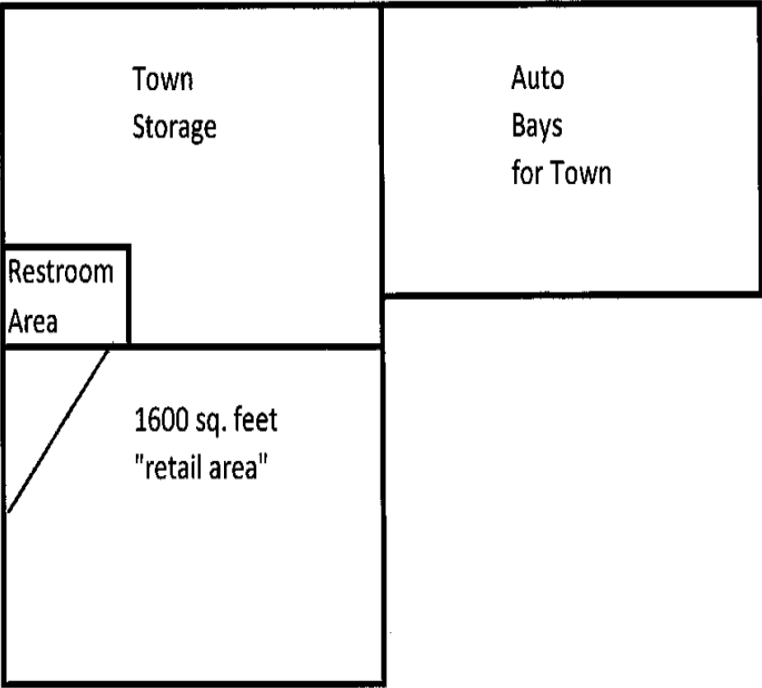 Town
Storage
Auto
Bays
for Town
Restroom
Area
1600 sq. feet
"retail area"